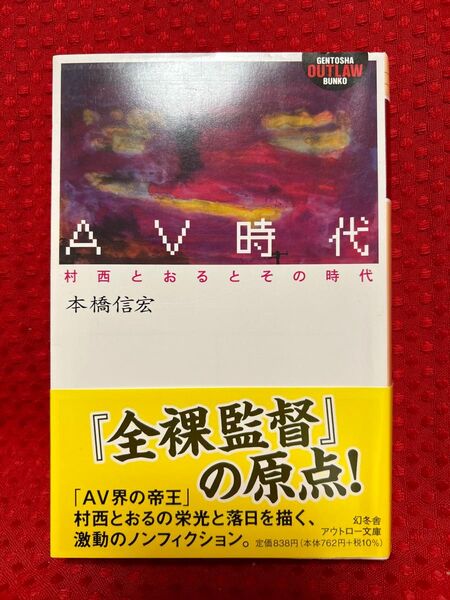 GENTOSHA
OUTLAW
BUNKO
AV時代
村西とおるとその時代
本橋信宏
『全裸監督』
の原点!
「AV界の帝王」
村西とおるの栄光と落日を描く、
激動のノンフィクション。
幻冬舎
アウトロー文庫
定価838円(本体762円+税10%)